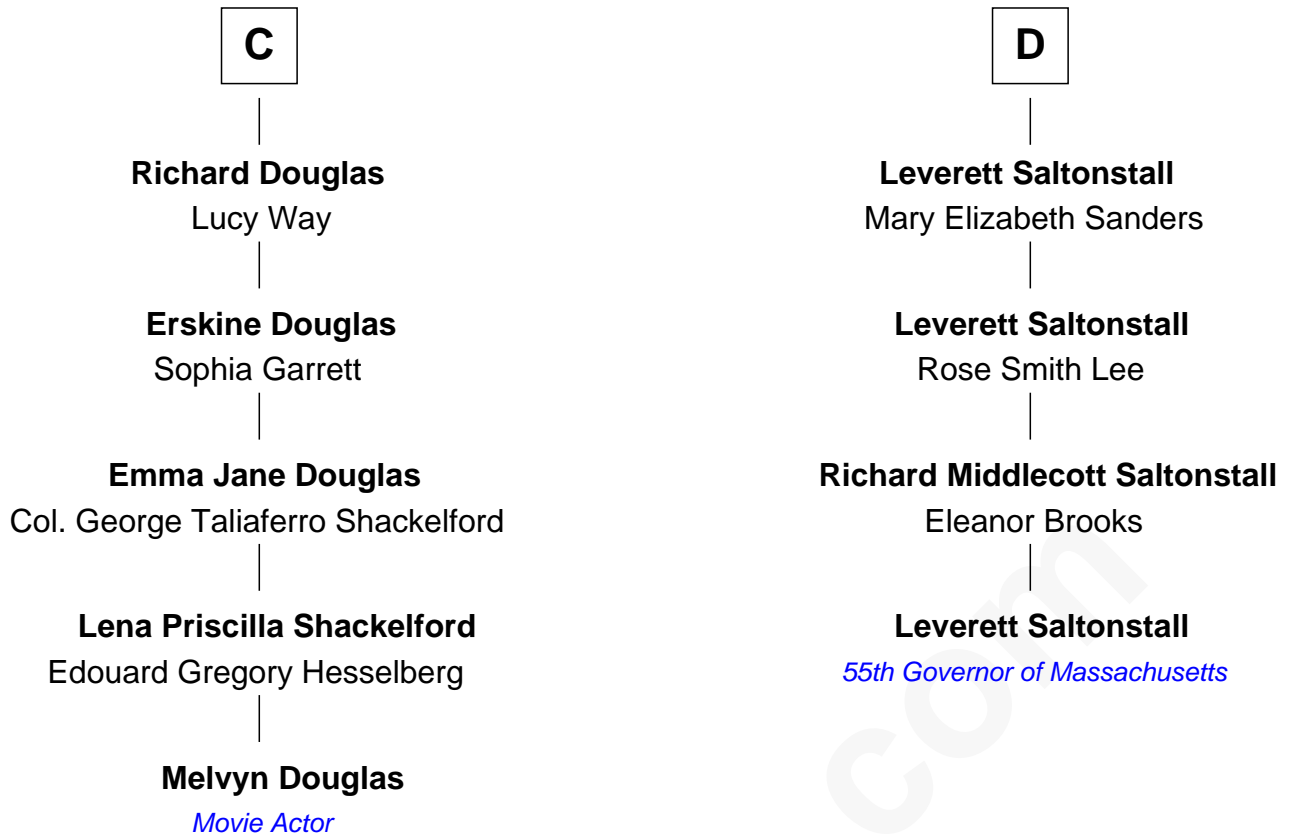 C
Richard Douglas
Lucy Way
Erskine Douglas
Sophia Garrett
Emma Jane Douglas
Col. George Taliaferro Shackelford
Lena Priscilla Shackelford
Edouard Gregory Hesselberg
Melvyn Douglas
Movie Actor
D
Leverett Saltonstall
Mary Elizabeth Sanders
Leverett Saltonstall
Rose Smith Lee
Richard Middlecott Saltonstall
Eleanor Brooks
Leverett Saltonstall
55th Governor of Massachusetts
com